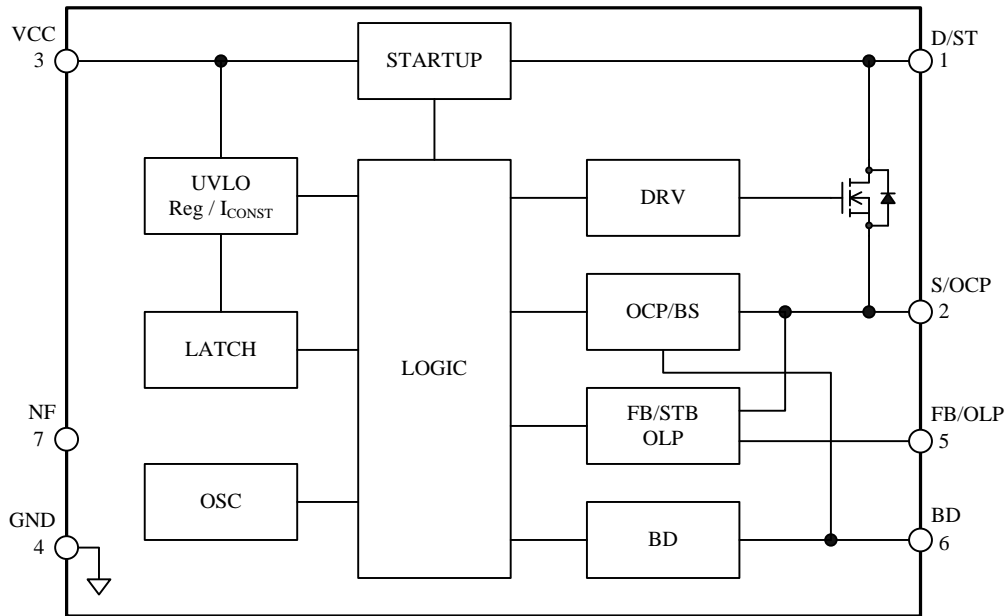 VCC
3
STARTUP
D/ST
1
UVLO
Reg / I_CONST
DRV
S/OCP
2
OCP/BS
LATCH
LOGIC
NF
7
FB/STB
OLP
FB/OLP
5
OSC
GND
4
BD
BD
6